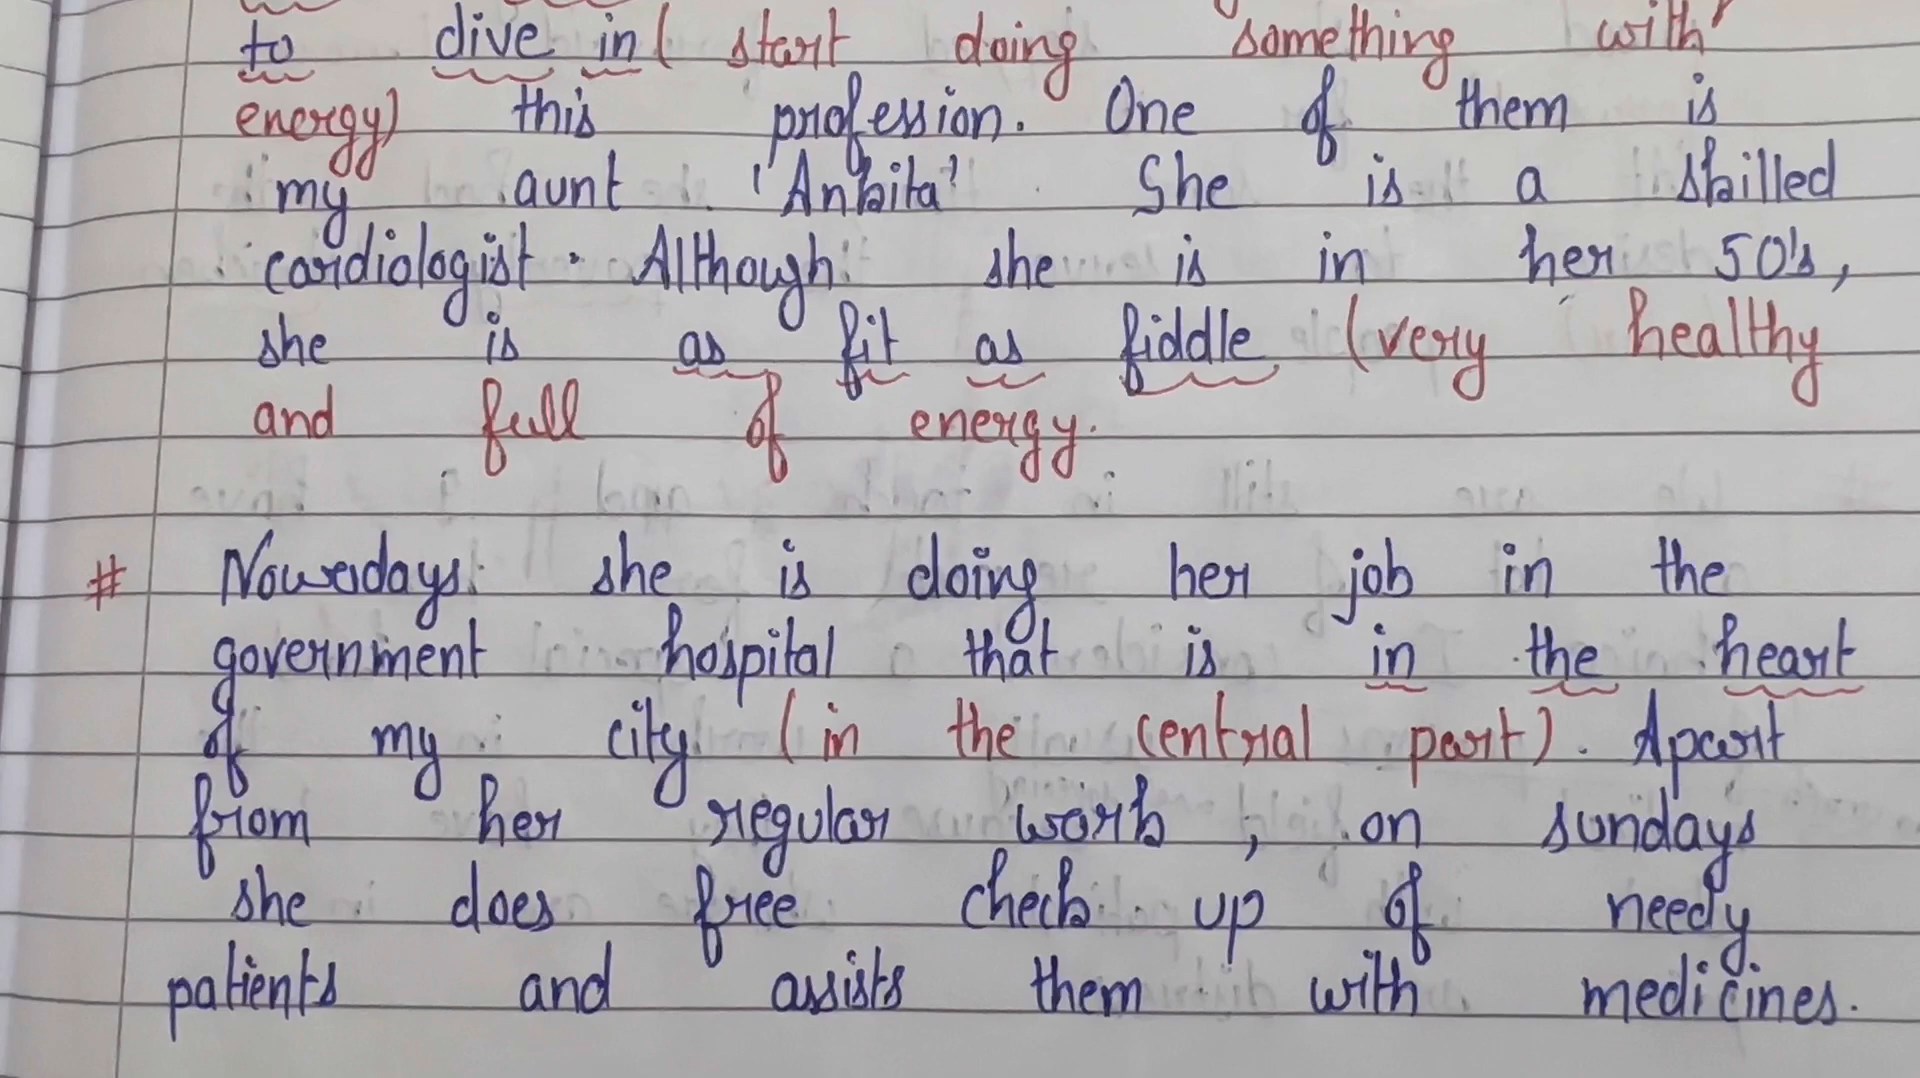 to dive in ( start doing something with
energy) this profession. One of them is
my aunt 'Ankita'. She is a skilled
cardiologist. Although she is in her 50's,
she is as fit as fiddle (very healthy
and full of energy.
# Nowadays she is doing her job in the
government hospital that is in the heart
of my city (in the central part). Apart
from her regular work, on sundays
she does free check up of needy
patients and assists them with medicines.